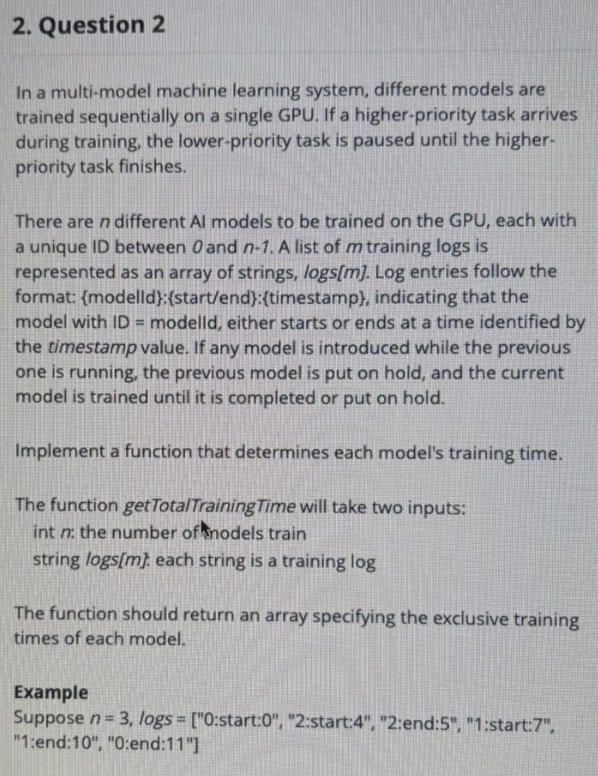 2. Question 2
In a multi-model machine learning system, different models are
trained sequentially on a single GPU. If a higher-priority task arrives
during training, the lower-priority task is paused until the higher-
priority task finishes.
There are n different AI models to be trained on the GPU, each with
a unique ID between 0 and n-1. A list of m training logs is
represented as an array of strings, logs[m]. Log entries follow the
format: {modelId}:{start/end}:{timestamp}, indicating that the
model with ID = modelId, either starts or ends at a time identified by
the timestamp value. If any model is introduced while the previous
one is running, the previous model is put on hold, and the current
model is trained until it is completed or put on hold.
Implement a function that determines each model's training time.
The function getTotalTrainingTime will take two inputs:
int n: the number of models train
string logs[m]: each string is a training log
The function should return an array specifying the exclusive training
times of each model.
Example
Suppose n = 3, logs = ["0:start:0", "2:start:4", "2:end:5", "1:start:7",
"1:end:10", "0:end:11"]